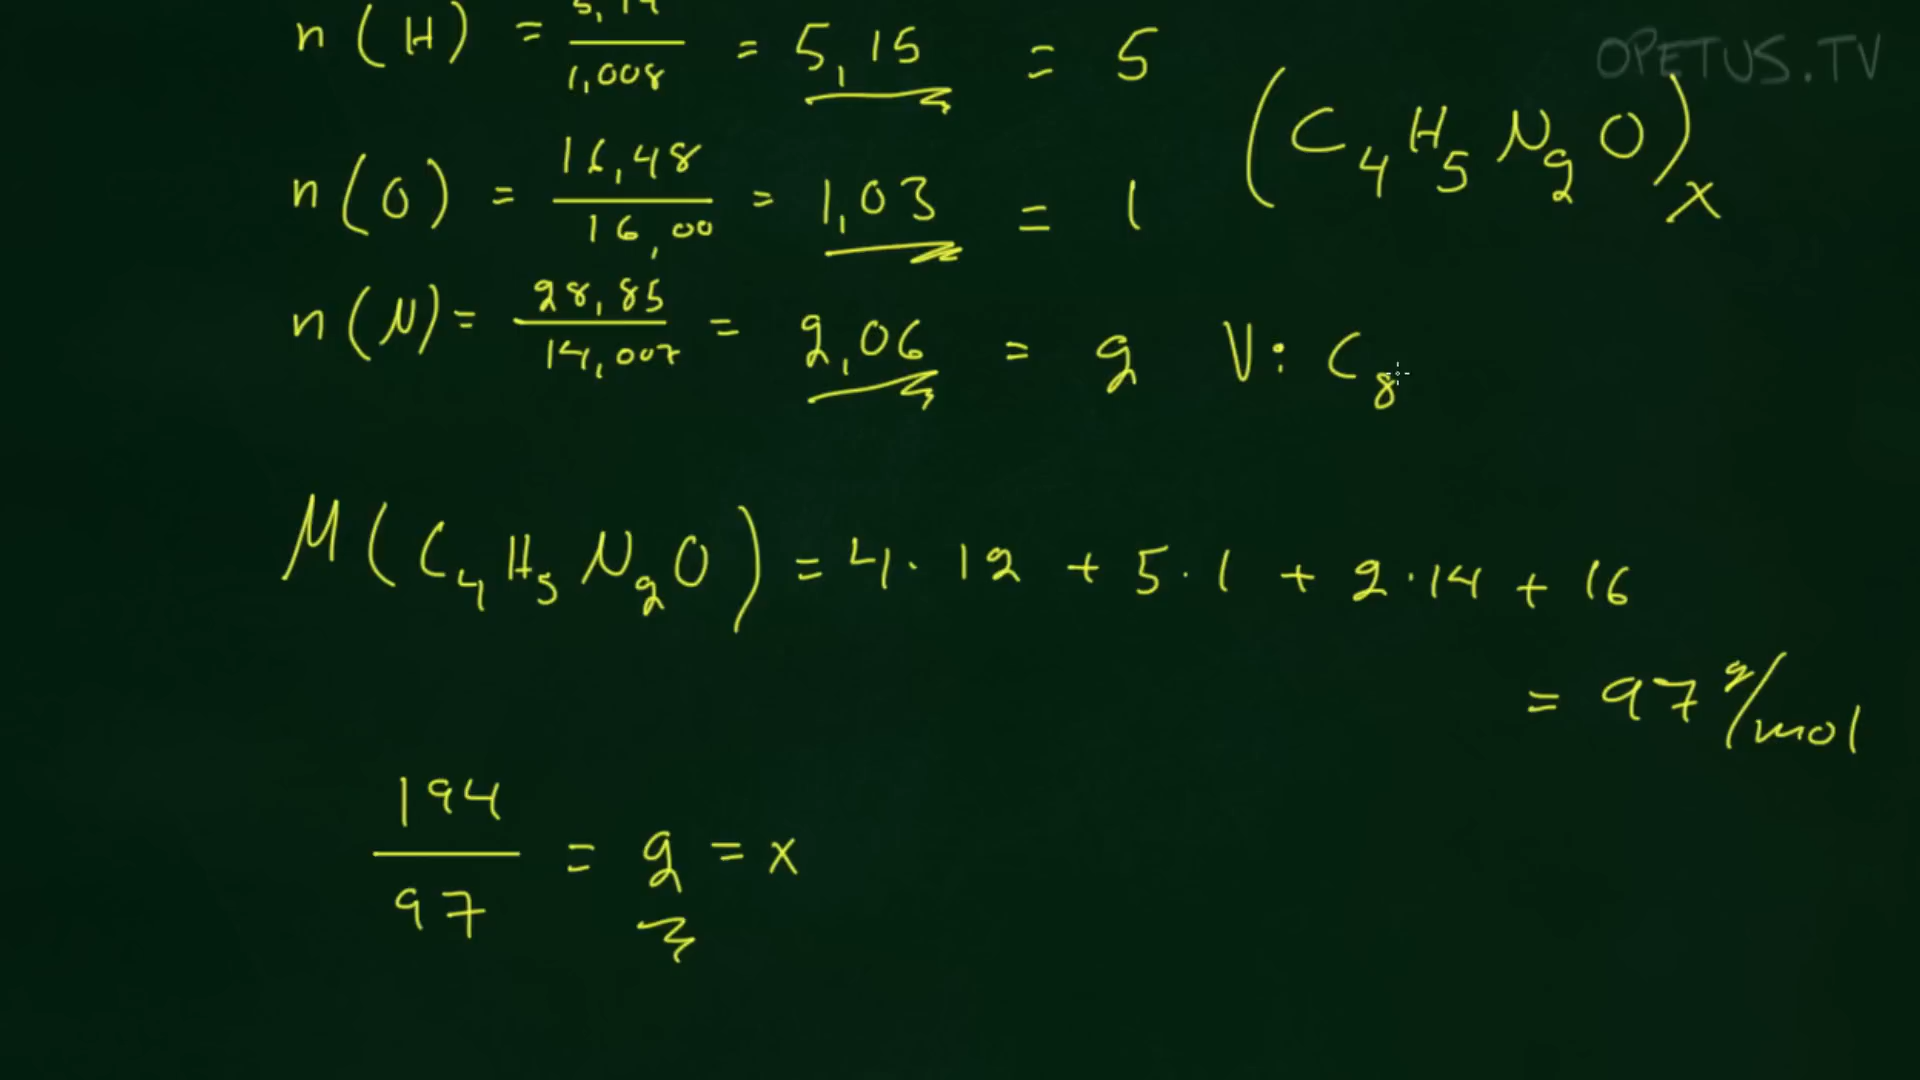 OPETUS.TV
n(H) = 5,19/1,008 = 5,15 = 5
(C₄H₅N₂O)ₓ
n(O) = 16,48/16,00 = 1,03 = 1
n(N) = 28,85/14,007 = 2,06 = 2 V: C₈
M(C₄H₅N₂O) = 4·12 + 5·1 + 2·14 + 16
= 97 g/mol
194/97 = 2 = x